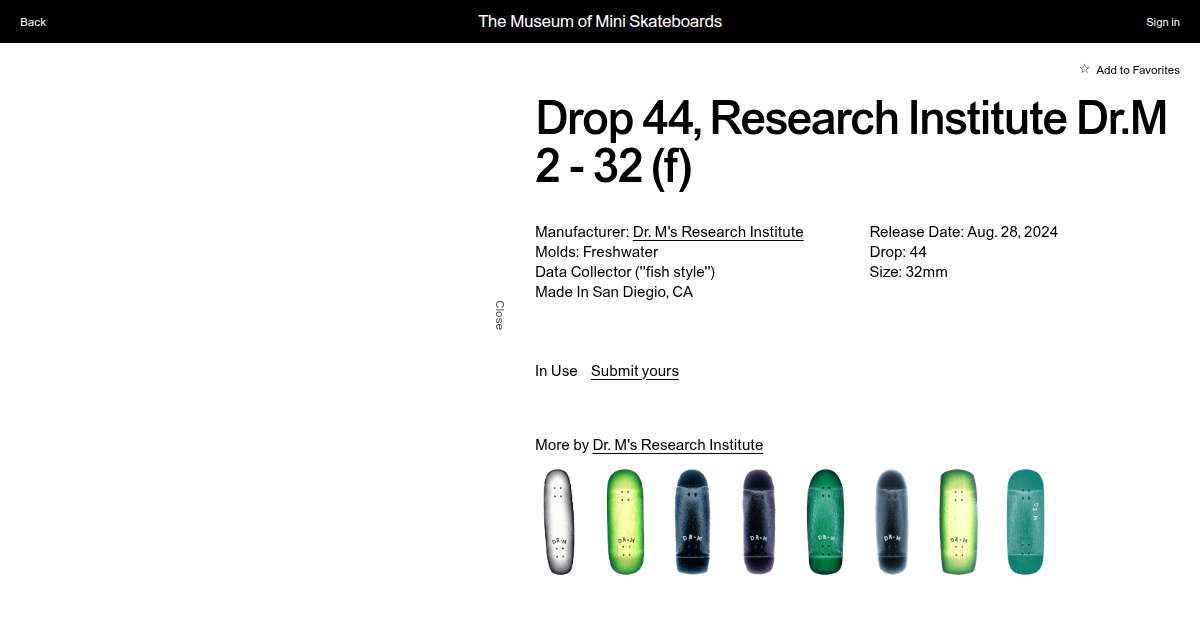 Back
The Museum of Mini Skateboards
Sign in
☆ Add to Favorites
Drop 44, Research Institute Dr.M
2 - 32 (f)
Manufacturer: Dr. M's Research Institute
Molds: Freshwater
Data Collector ("fish style")
Made In San Diegio, CA
Release Date: Aug. 28, 2024
Drop: 44
Size: 32mm
Close
In Use Submit yours
More by Dr. M's Research Institute
DR•M
DR•M
DR•M
DR•M
DR•M
DR•M
DR•M